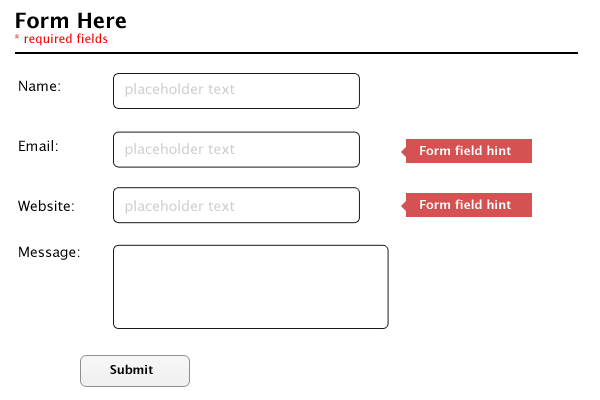 Form Here
* required fields
Name:
placeholder text
Email:
placeholder text
Form field hint
Website:
placeholder text
Form field hint
Message:
Submit